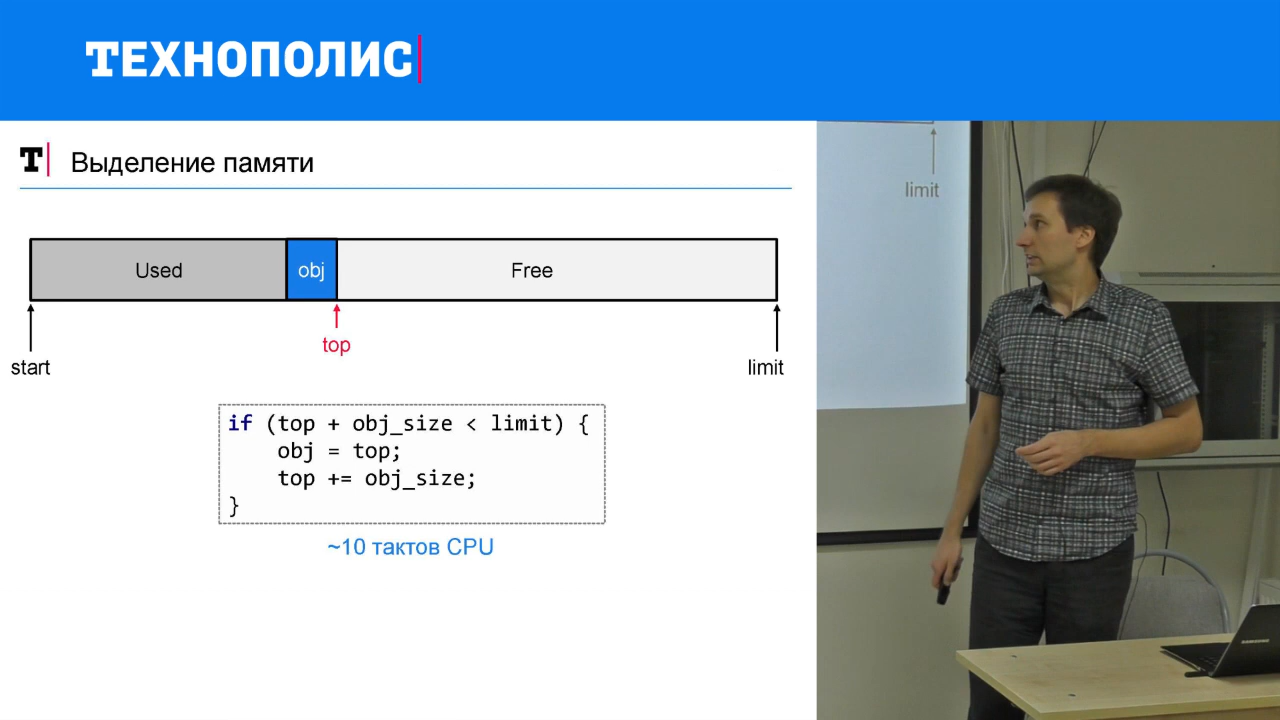 ТЕХНОПОЛИС
Т Выделение памяти
Used
obj
Free
top
start
limit
if (top + obj_size < limit) {
obj = top;
top += obj_size;
}
~10 тактов CPU
limit
SAMSUNG